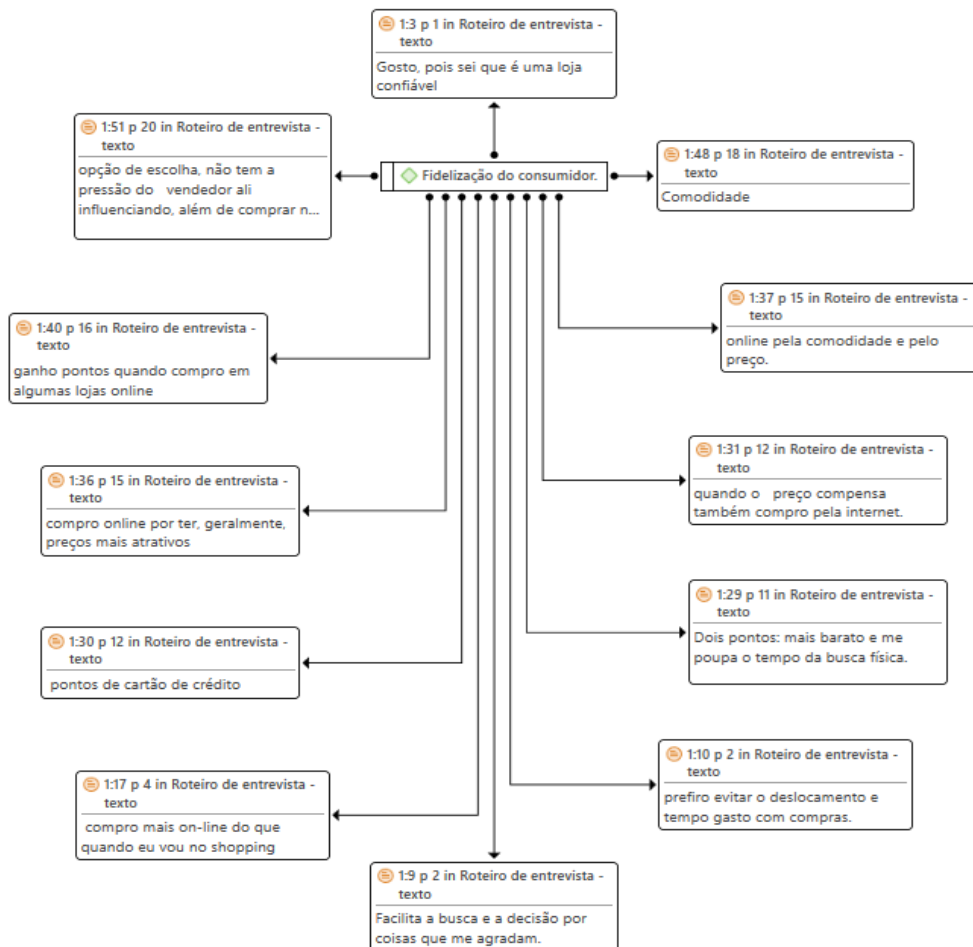 1:3 p 1 in Roteiro de entrevista -
texto
Gosto, pois sei que é uma loja
confiável
1:51 p 20 in Roteiro de entrevista -
texto
opção de escolha, não tem a
pressão do vendedor ali
influenciando, além de comprar n...
Fidelização do consumidor.
1:48 p 18 in Roteiro de entrevista -
texto
Comodidade
1:37 p 15 in Roteiro de entrevista -
texto
online pela comodidade e pelo
preço.
1:40 p 16 in Roteiro de entrevista -
texto
ganho pontos quando compro em
algumas lojas online
1:31 p 12 in Roteiro de entrevista -
texto
quando o preço compensa
também compro pela internet.
1:36 p 15 in Roteiro de entrevista -
texto
compro online por ter, geralmente,
preços mais atrativos
1:29 p 11 in Roteiro de entrevista -
texto
Dois pontos: mais barato e me
poupa o tempo da busca física.
1:30 p 12 in Roteiro de entrevista -
texto
pontos de cartão de crédito
1:10 p 2 in Roteiro de entrevista -
texto
prefiro evitar o deslocamento e
tempo gasto com compras.
1:17 p 4 in Roteiro de entrevista -
texto
compro mais on-line do que
quando eu vou no shopping
1:9 p 2 in Roteiro de entrevista -
texto
Facilita a busca e a decisão por
coisas que me agradam.